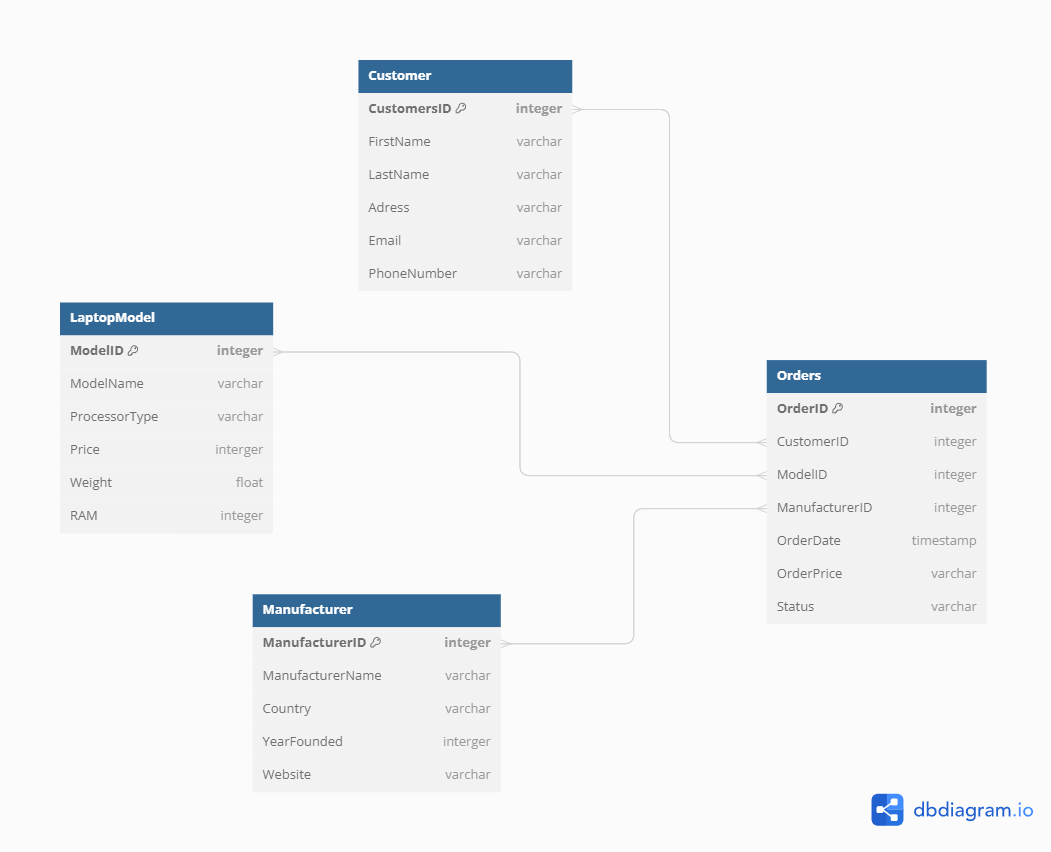 Customer
CustomersID integer
FirstName varchar
LastName varchar
Adress varchar
Email varchar
PhoneNumber varchar
LaptopModel
ModelID integer
ModelName varchar
ProcessorType varchar
Price interger
Weight float
RAM integer
Orders
OrderID integer
CustomerID integer
ModelID integer
ManufacturerID integer
OrderDate timestamp
OrderPrice varchar
Status varchar
Manufacturer
ManufacturerID integer
ManufacturerName varchar
Country varchar
YearFounded interger
Website varchar
dbdiagram.io